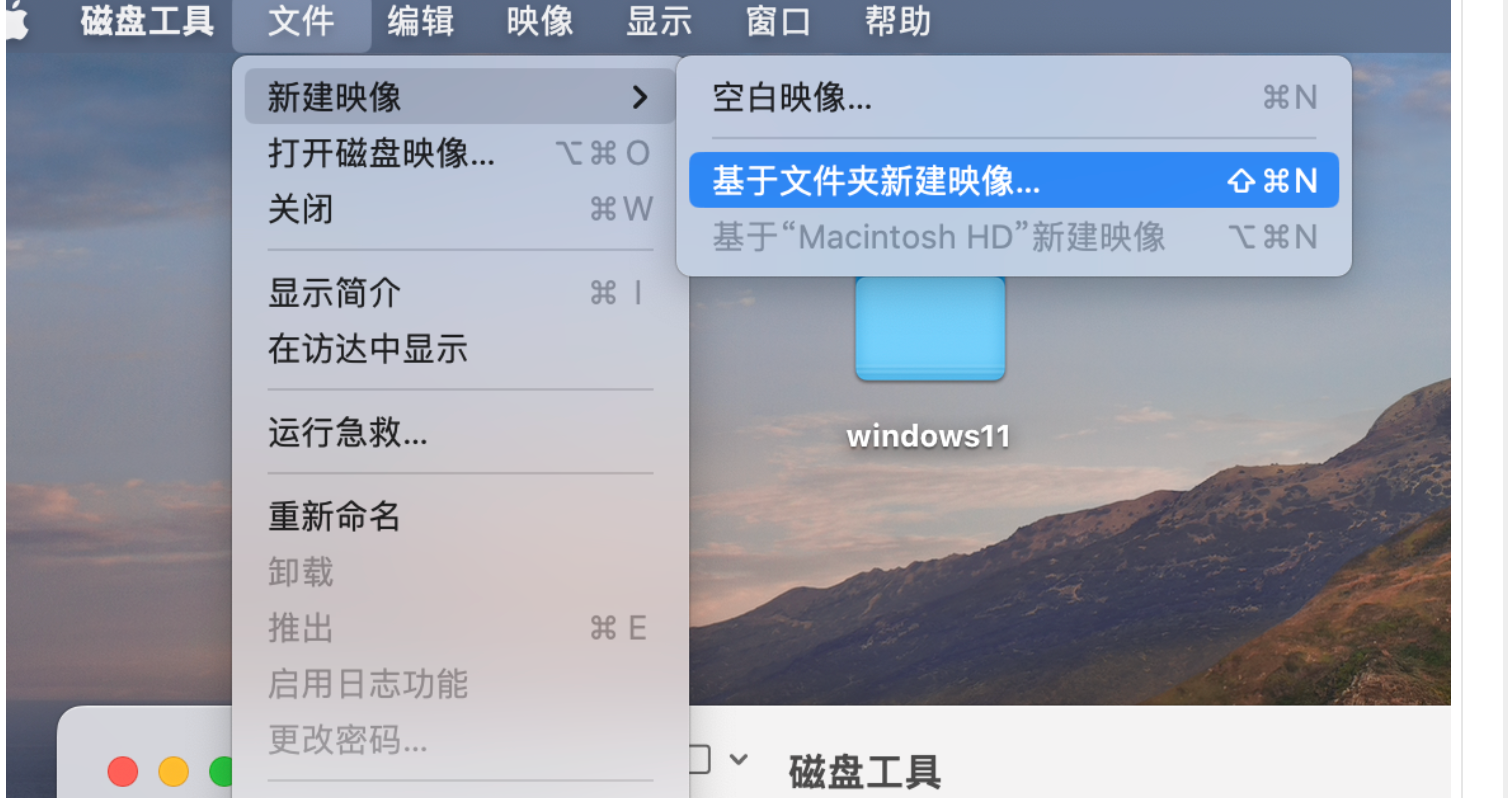 磁盘工具 文件 编辑 映像 显示 窗口 帮助
新建映像
打开磁盘映像... ⌥⌘O
关闭 ⌘W
显示简介 ⌘I
在访达中显示
运行急救...
重新命名
卸载
推出 ⌘E
启用日志功能
更改密码...
空白映像... ⌘N
基于文件夹新建映像... ⇧⌘N
基于“Macintosh HD”新建映像 ⌥⌘N
windows11
磁盘工具